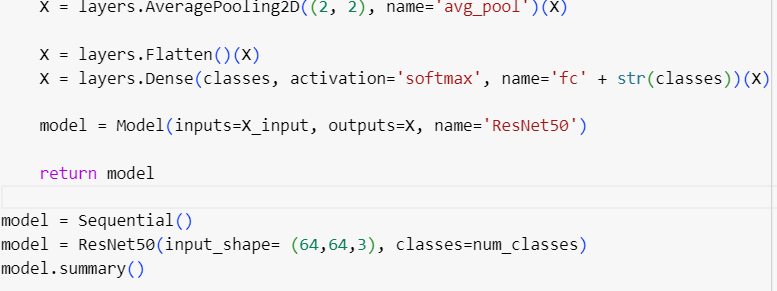 X = layers.AveragePooling2D((2, 2), name='avg_pool')(X)
X = layers.Flatten()(X)
X = layers.Dense(classes, activation='softmax', name='fc' + str(classes))(X)
model = Model(inputs=X_input, outputs=X, name='ResNet50')
return model
model = Sequential()
model = ResNet50(input_shape= (64,64,3), classes=num_classes)
model.summary()